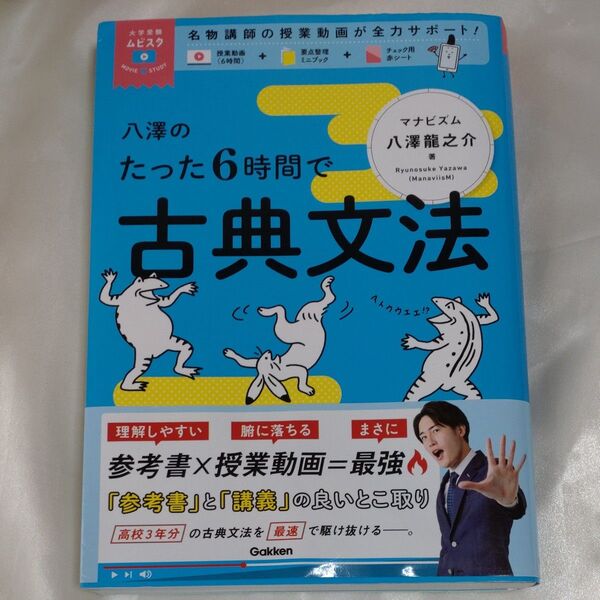 大学受験
ムビスタ
MOVIE STUDY
名物講師の授業動画が全力サポート!
授業動画
(6時間)
+
要点整理
ミニブック
+
チェック用
赤シート
八澤の
たった6時間で
古典文法
マナビズム
八澤龍之介
著
Ryunosuke Yazawa
(ManaviisM)
ヘトゥウェエ!?
理解しやすい
腑に落ちる
まさに
参考書×授業動画=最強
「参考書」と「講義」の良いとこ取り
高校3年分の古典文法を最速で駆け抜ける──。
Gakken